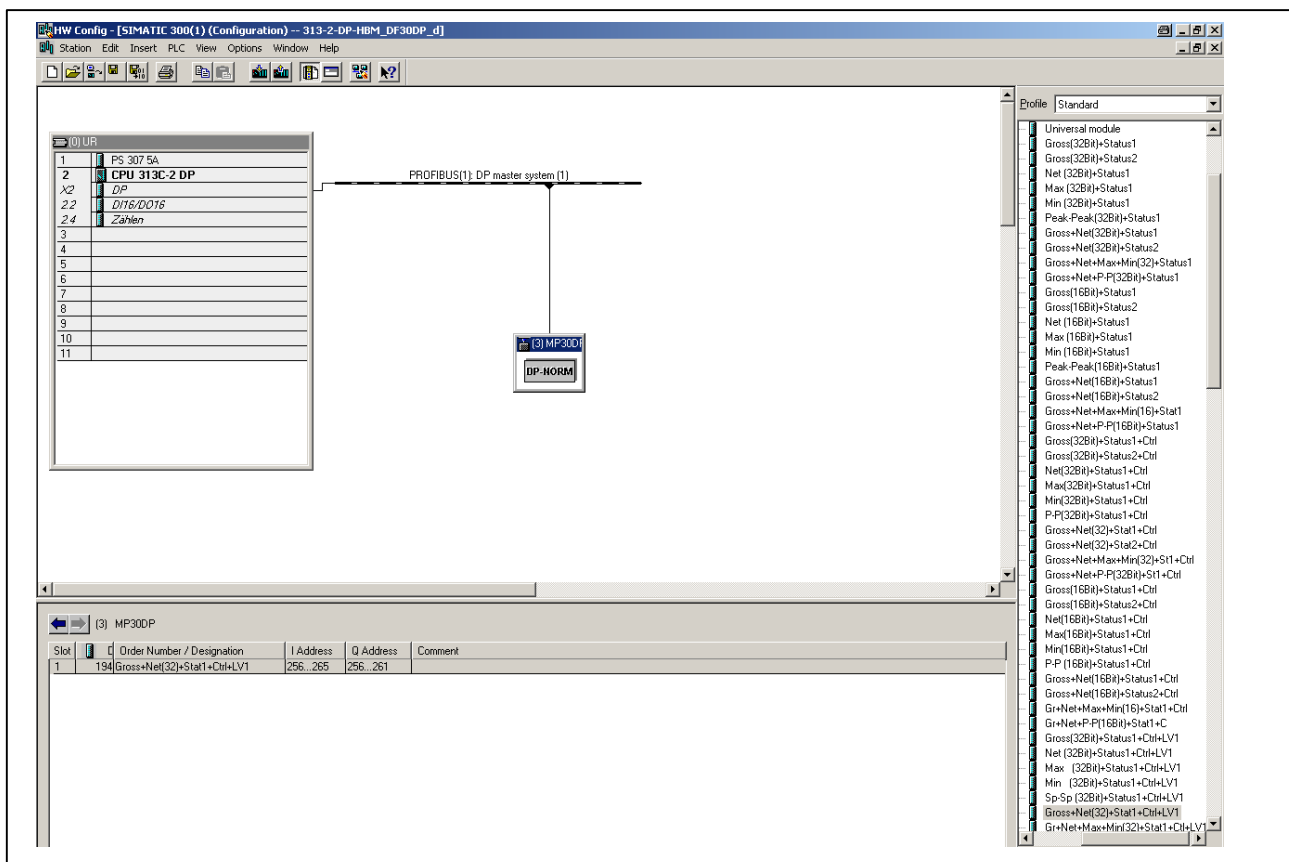 HW Config - [SIMATIC 300(1) (Configuration) -- 313-2-DP-HBM_DF30DP_d]
Station Edit Insert PLC View Options Window Help
(0) UR
1 PS 307 5A
2 CPU 313C-2 DP
X2 DP
2.2 DI16/DO16
2.4 Zählen
3
4
5
6
7
8
9
10
11
PROFIBUS(1): DP master system (1)
(3) MP30DP
DP-NORM
Profile Standard
Universal module
Gross(32Bit)+Status1
Gross(32Bit)+Status2
Net (32Bit)+Status1
Max (32Bit)+Status1
Min (32Bit)+Status1
Peak-Peak(32Bit)+Status1
Gross+Net(32Bit)+Status1
Gross+Net(32Bit)+Status2
Gross+Net+Max+Min(32)+Status1
Gross+Net+P-P(32Bit)+Status1
Gross(16Bit)+Status1
Gross(16Bit)+Status2
Net (16Bit)+Status1
Max (16Bit)+Status1
Min (16Bit)+Status1
Peak-Peak(16Bit)+Status1
Gross+Net(16Bit)+Status1
Gross+Net(16Bit)+Status2
Gross+Net+Max+Min(16)+Stat1
Gross+Net+P-P(16Bit)+Status1
Gross(32Bit)+Status1+Ctrl
Gross(32Bit)+Status2+Ctrl
Net(32Bit)+Status1+Ctrl
Max(32Bit)+Status1+Ctrl
Min(32Bit)+Status1+Ctrl
P-P(32Bit)+Status1+Ctrl
Gross+Net(32)+Stat1+Ctrl
Gross+Net(32)+Stat2+Ctrl
Gross+Net+Max+Min(32)+St1+Ctrl
Gross+Net+P-P(32Bit)+St1+Ctrl
Gross(16Bit)+Status1+Ctrl
Gross(16Bit)+Status2+Ctrl
Net(16Bit)+Status1+Ctrl
Max(16Bit)+Status1+Ctrl
Min(16Bit)+Status1+Ctrl
P-P (16Bit)+Status1+Ctrl
Gross+Net(16Bit)+Status1+Ctrl
Gross+Net(16Bit)+Status2+Ctrl
Gr+Net+Max+Min(16)+Stat1+Ctrl
Gr+Net+P-P(16Bit)+Stat1+C
Gross(32Bit)+Status1+Ctrl+LV1
Net (32Bit)+Status1+Ctrl+LV1
Max (32Bit)+Status1+Ctrl+LV1
Min (32Bit)+Status1+Ctrl+LV1
Sp-Sp (32Bit)+Status1+Ctrl+LV1
Gross+Net(32)+Stat1+Ctrl+LV1
Gr+Net+Max+Min(32)+Stat1+Ctl+LV1
(3) MP30DP
Slot D Order Number / Designation I Address Q Address Comment
1 194 Gross+Net(32)+Stat1+Ctrl+LV1 256...265 256...261